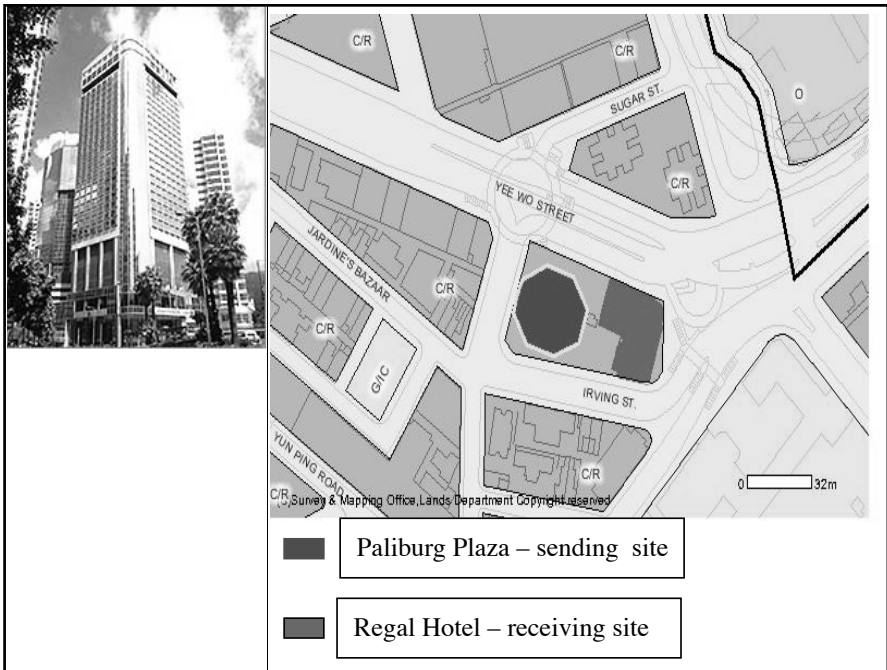 C/R
C/R
O
SUGAR ST.
C/R
YEE WO STREET
JARDINE'S BAZAAR
C/R
C/R
G/IC
IRVING ST.
YUN PING ROAD
C/R
C/R
0 32m
(C)Survey & Mapping Office,Lands Department Copyright reserved
Paliburg Plaza – sending site
Regal Hotel – receiving site